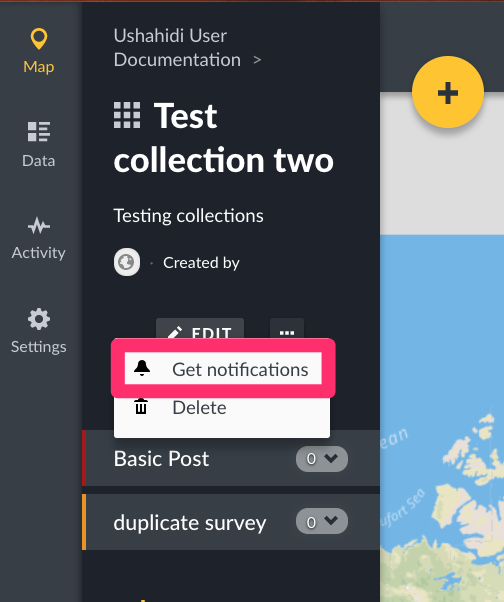 Map
Data
Activity
Settings
Ushahidi User
Documentation >
Test
collection two
Testing collections
· Created by
EDIT
Get notifications
Delete
Basic Post
0
duplicate survey
0
ean
ufort Sea